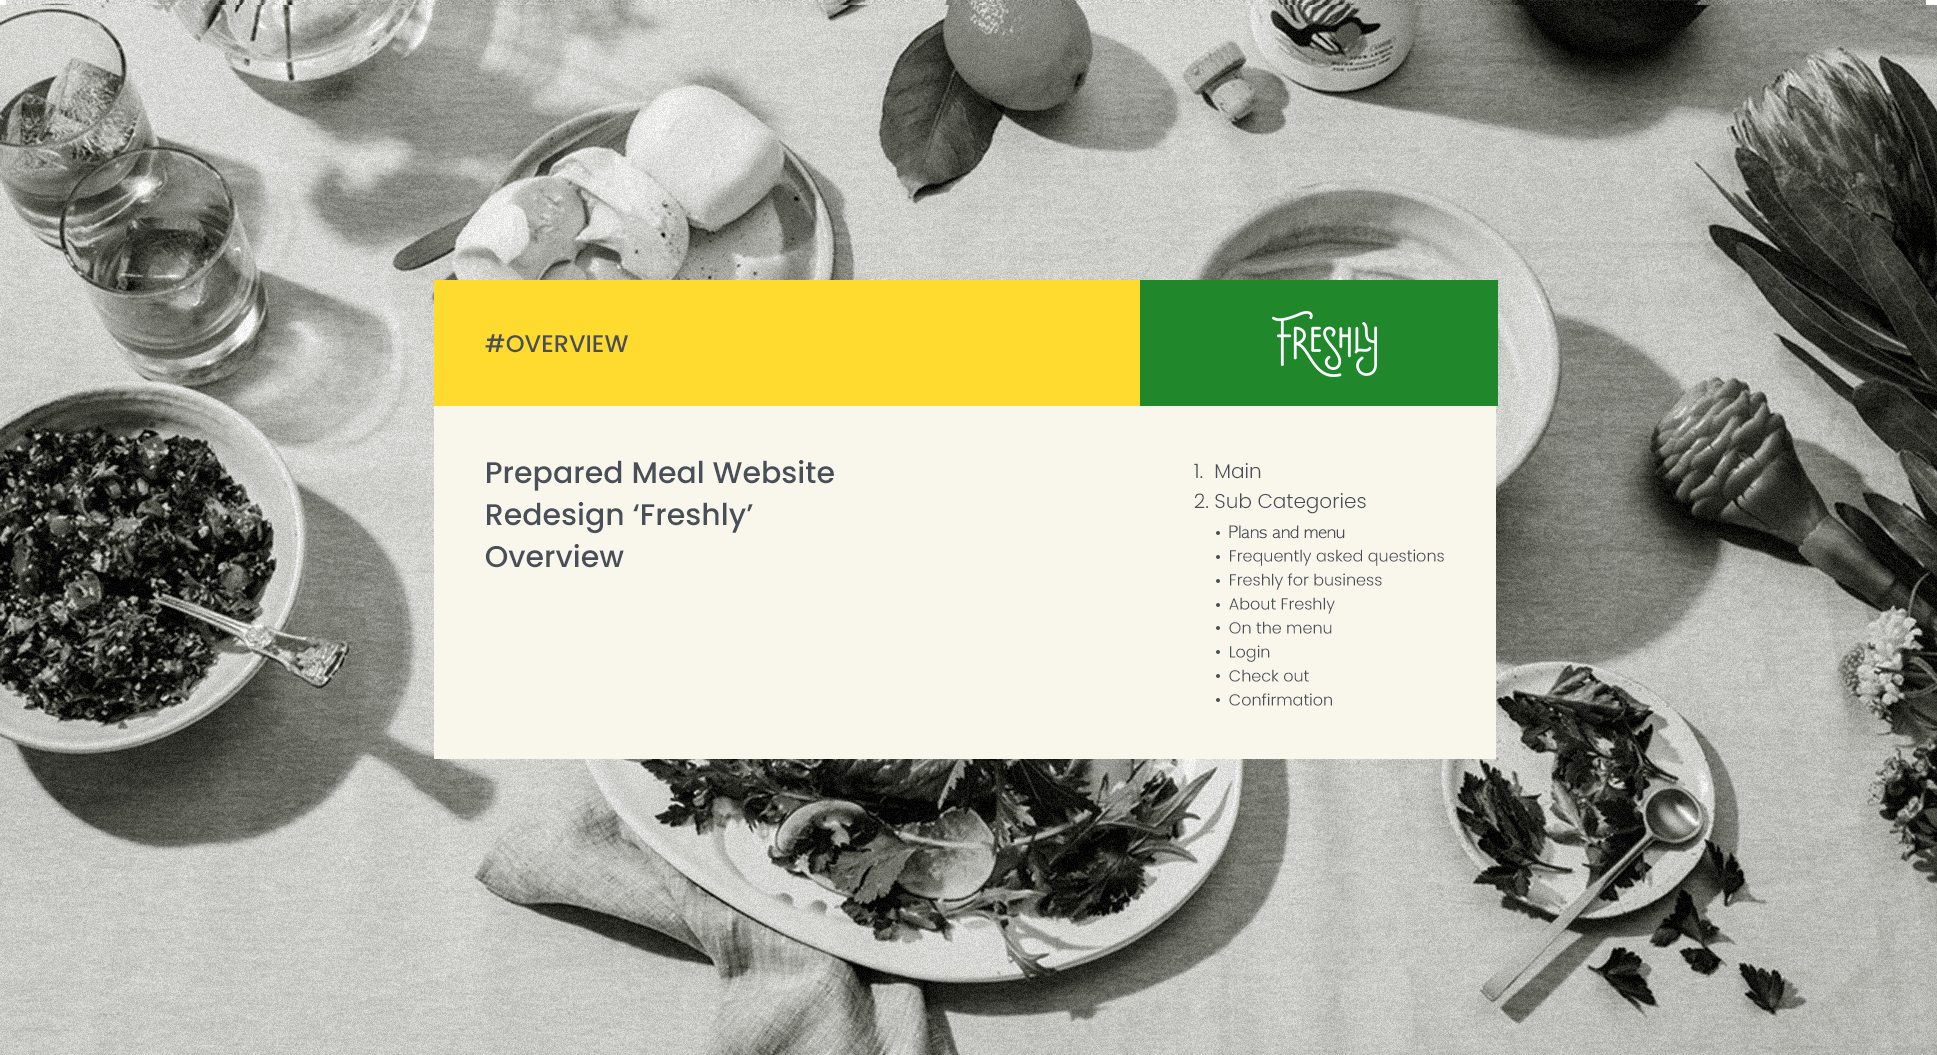 #OVERVIEW
FRESHLY
Prepared Meal Website
Redesign ‘Freshly’
Overview
1. Main
2. Sub Categories
• Plans and menu
• Frequently asked questions
• Freshly for business
• About Freshly
• On the menu
• Login
• Check out
• Confirmation